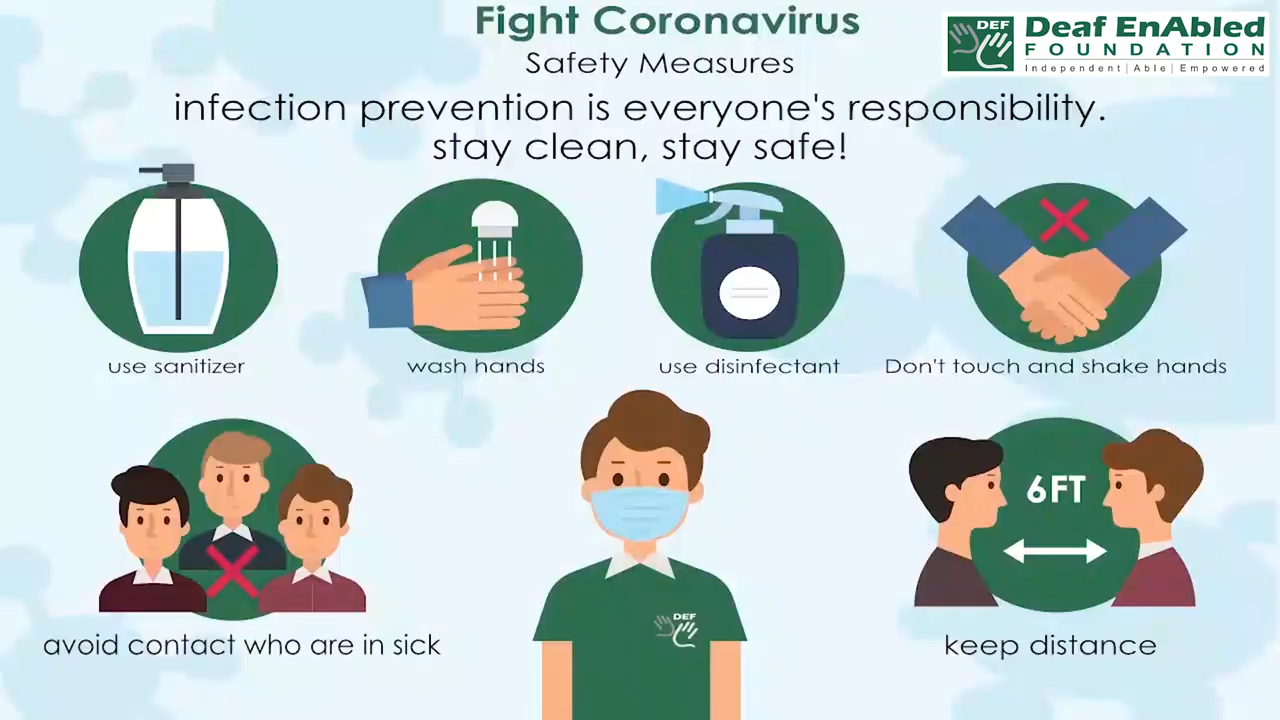 Fight Coronavirus
Safety Measures
DEF
Deaf EnAbled
FOUNDATION
Independent | Able | Empowered
infection prevention is everyone's responsibility.
stay clean, stay safe!
use sanitizer
wash hands
use disinfectant
Don't touch and shake hands
6FT
DEF
avoid contact who are in sick
keep distance